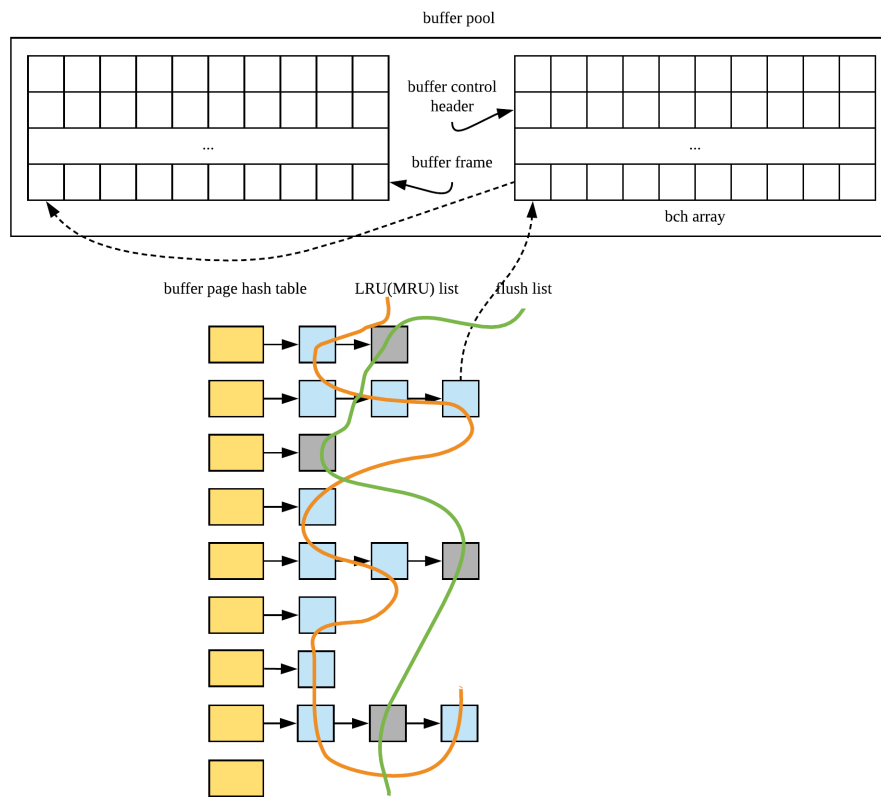 buffer pool
buffer control
header
...
...
buffer frame
bch array
buffer page hash table
LRU(MRU) list
flush list